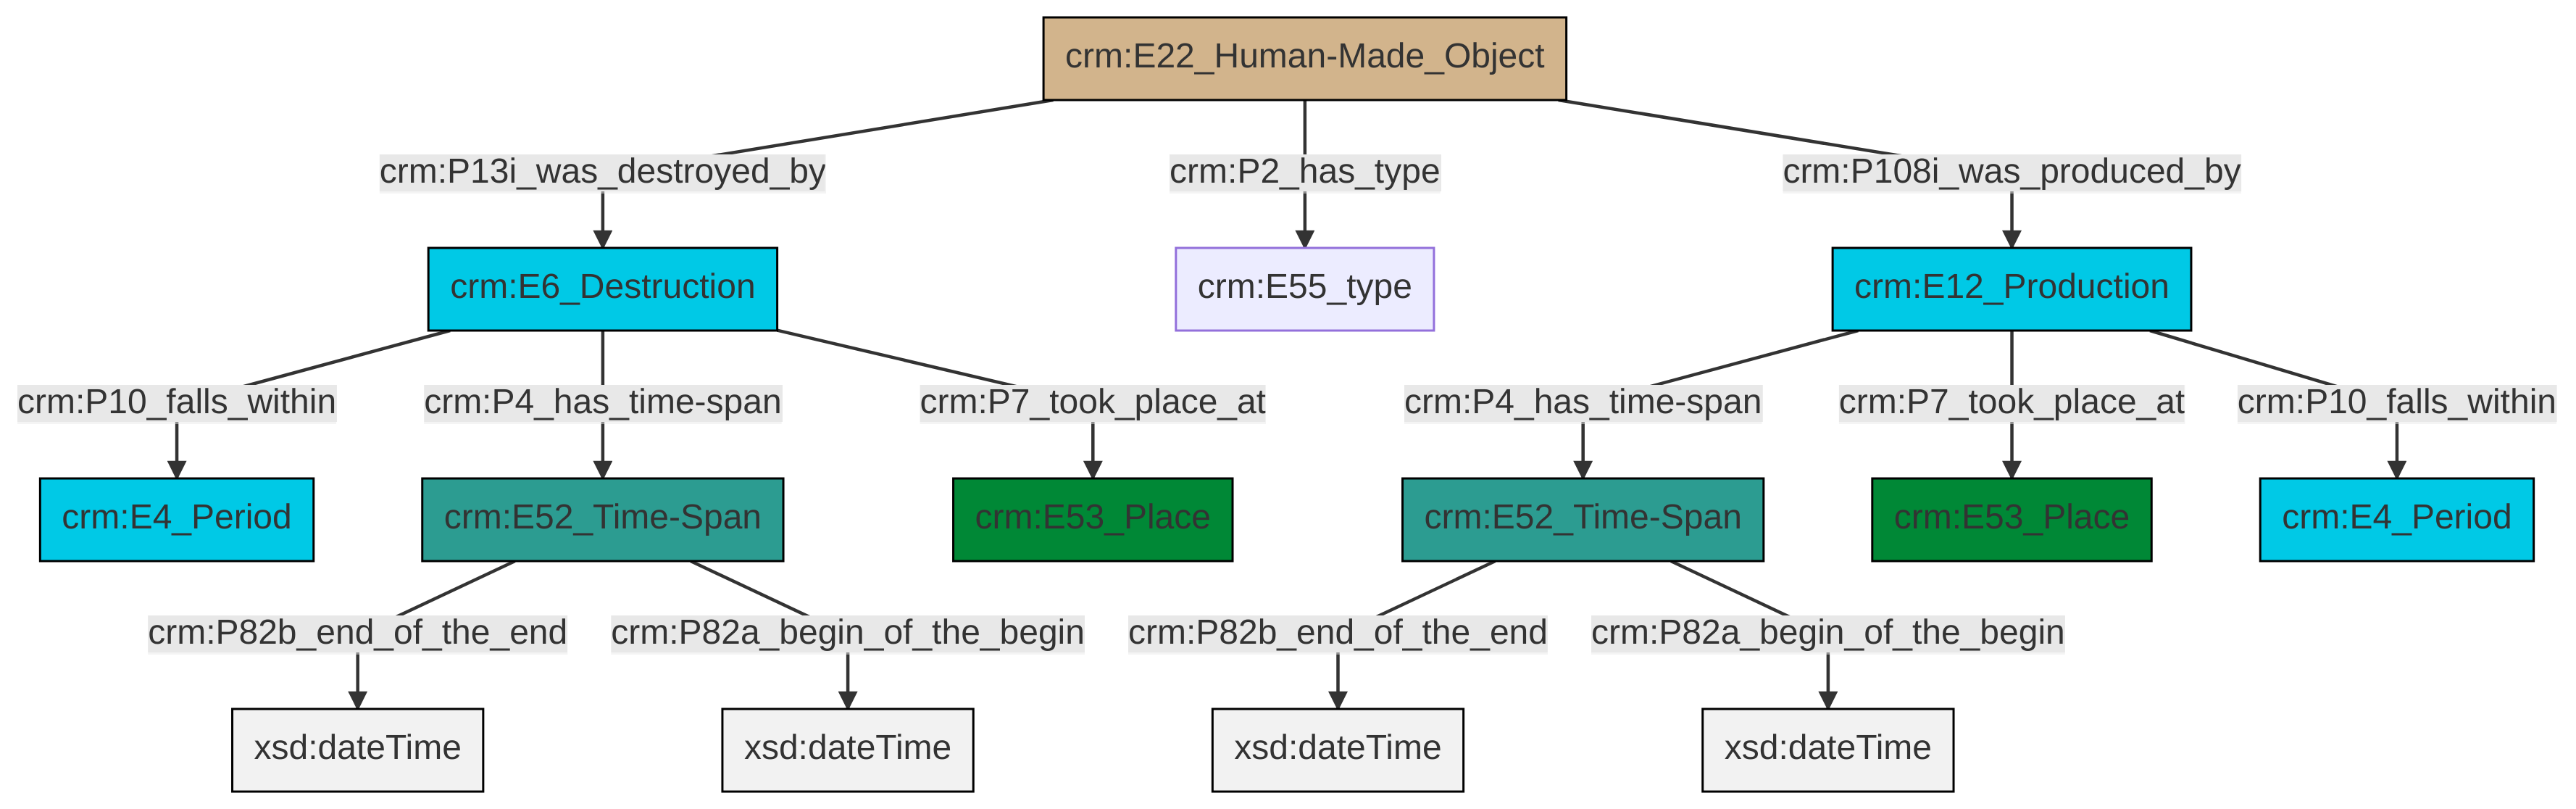 crm:E22_Human-Made_Object
crm:P13i_was_destroyed_by
crm:P2_has_type
crm:P108i_was_produced_by
crm:E6_Destruction
crm:E55_type
crm:E12_Production
crm:P10_falls_within
crm:P4_has_time-span
crm:P7_took_place_at
crm:P4_has_time-span
crm:P7_took_place_at
crm:P10_falls_within
crm:E4_Period
crm:E52_Time-Span
crm:E53_Place
crm:E52_Time-Span
crm:E53_Place
crm:E4_Period
crm:P82b_end_of_the_end
crm:P82a_begin_of_the_begin
crm:P82b_end_of_the_end
crm:P82a_begin_of_the_begin
xsd:dateTime
xsd:dateTime
xsd:dateTime
xsd:dateTime